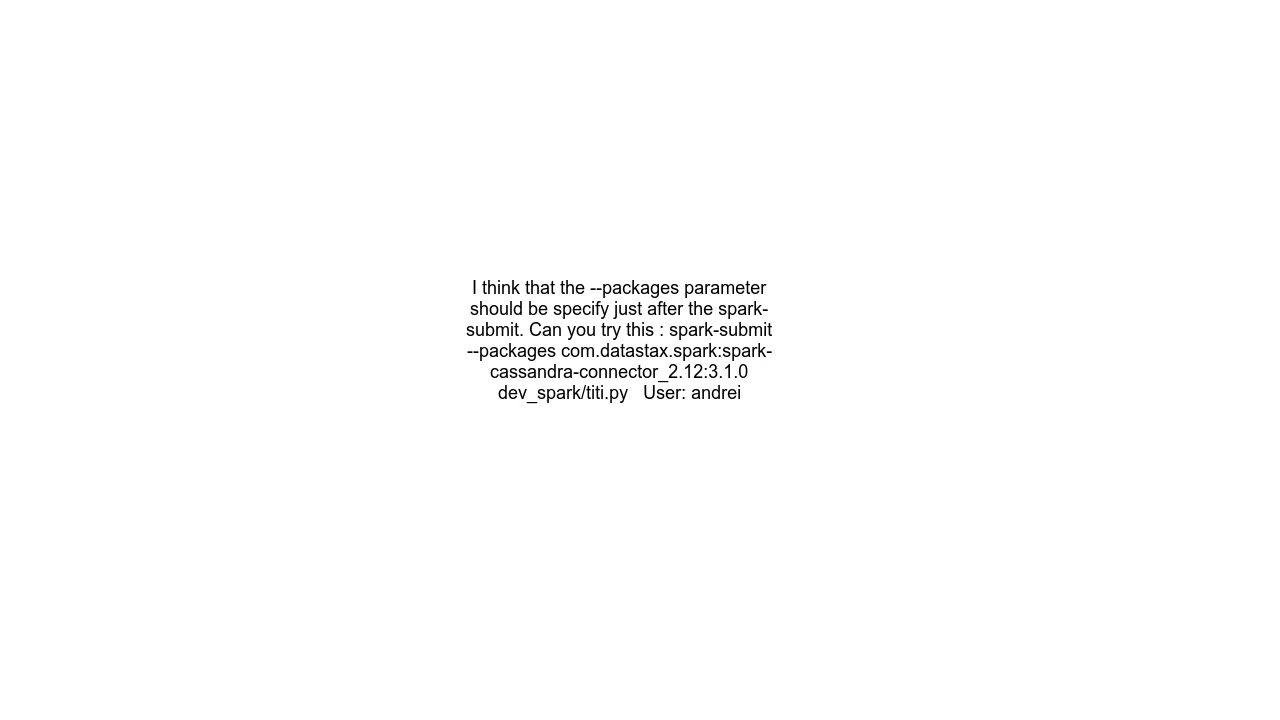 I think that the --packages parameter
should be specify just after the spark-
submit. Can you try this : spark-submit
--packages com.datastax.spark:spark-
cassandra-connector_2.12:3.1.0
dev_spark/titi.py   User: andrei